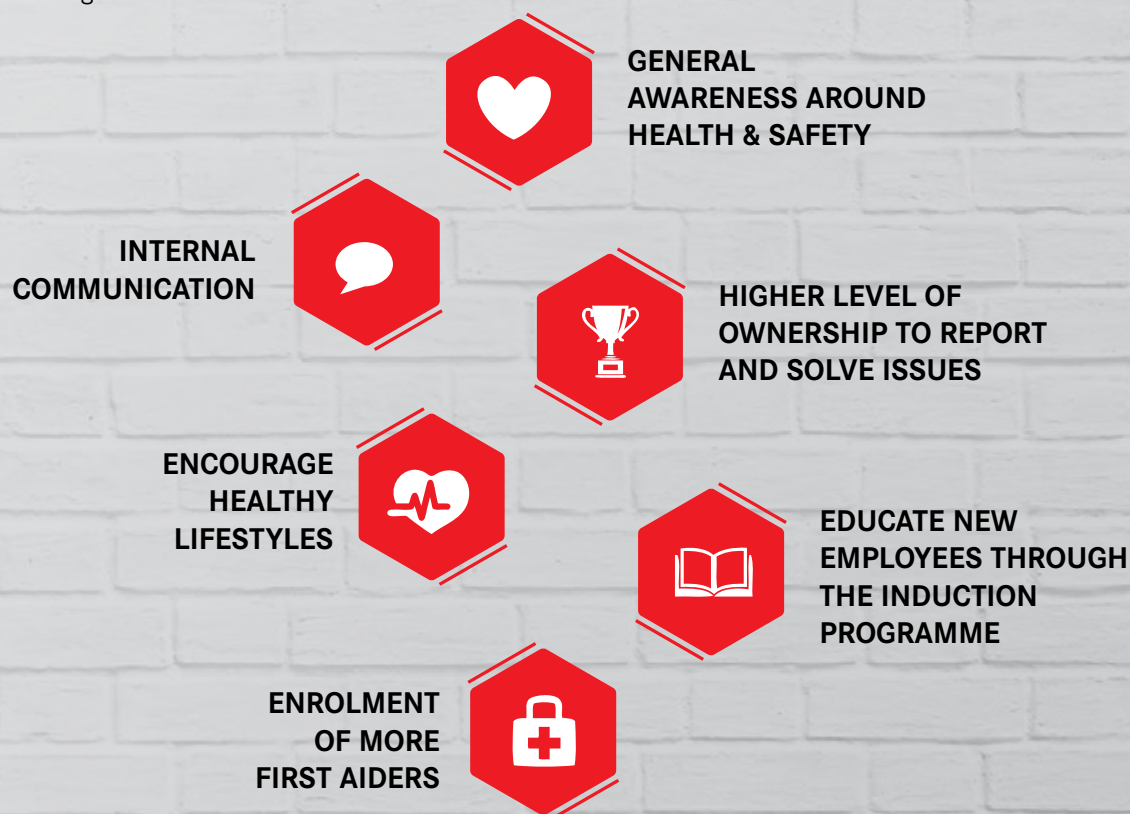 GENERAL
AWARENESS AROUND
HEALTH & SAFETY
INTERNAL
COMMUNICATION
HIGHER LEVEL OF
OWNERSHIP TO REPORT
AND SOLVE ISSUES
ENCOURAGE
HEALTHY
LIFESTYLES
EDUCATE NEW
EMPLOYEES THROUGH
THE INDUCTION
PROGRAMME
ENROLMENT
OF MORE
FIRST AIDERS